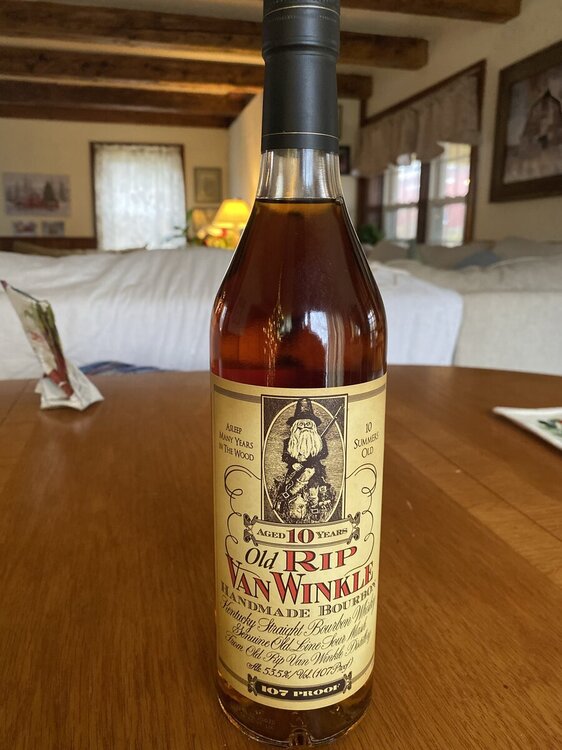 ASLEEP
MANY YEARS
IN THE WOOD
10
SUMMERS
OLD
AGED 10 YEARS
Old RIP
VAN WINKLE
HANDMADE BOURBON
Kentucky Straight Bourbon Whisky
Genuine Old Line Sour Mash
From Old Rip Van Winkle Distillery
Alc 53.5%/Vol. (107 Proof)
107 PROOF